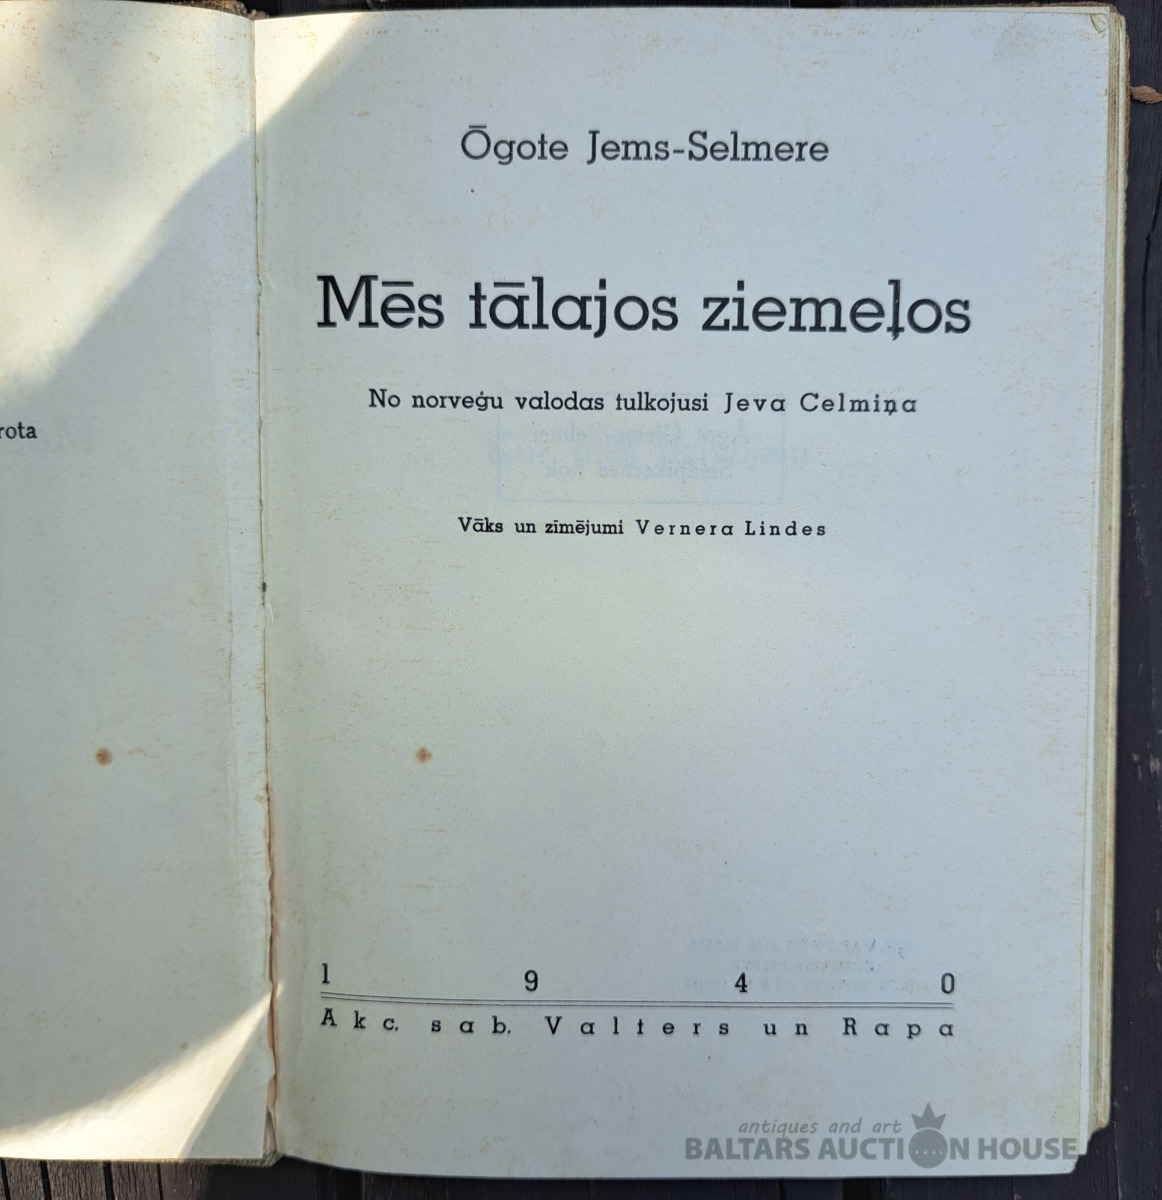 Ōgote Jems-Selmere
Mēs tālajos ziemeļos
No norveģu valodas tulkojusi Jeva Celmiņa
rota
Vāks un zīmējumi Vernera Lindes
1 9 4 0
Akc. sab. Valters un Rapa
antiques and art
BALTARS AUCTION HOUSE